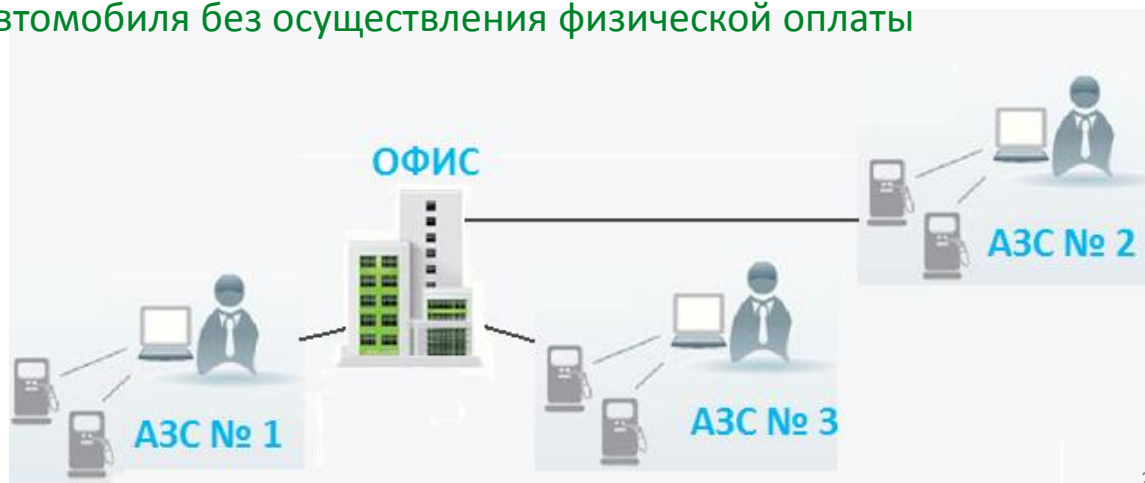 втомобиля без осуществления физической оплаты
ОФИС
АЗС № 2
АЗС № 1
АЗС № 3